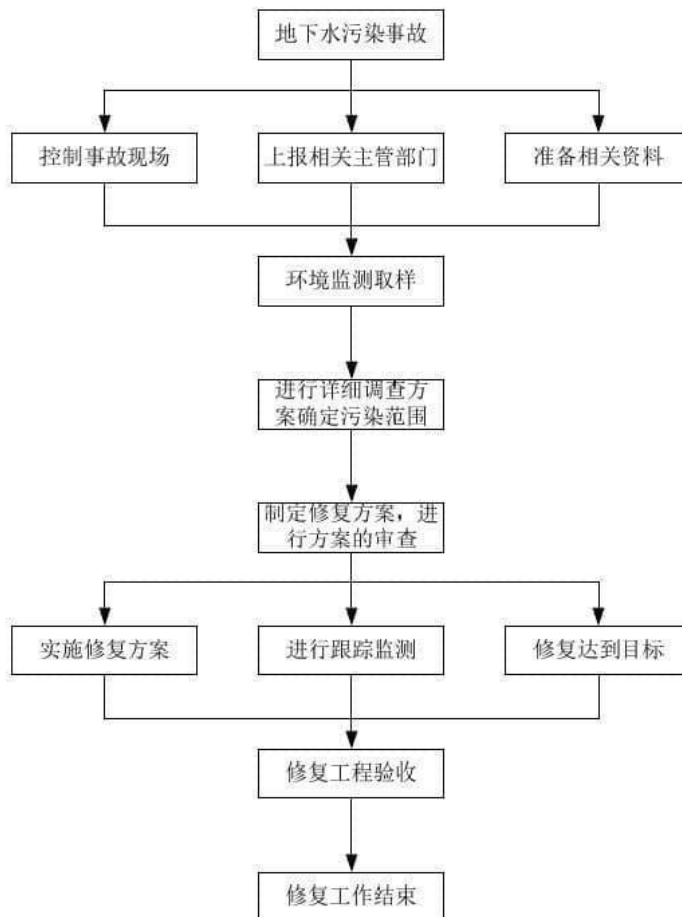 地下水污染事故
控制事故现场
上报相关主管部门
准备相关资料
环境监测取样
进行详细调查方
案确定污染范围
制定修复方案，进
行方案的审查
实施修复方案
进行跟踪监测
修复达到目标
修复工程验收
修复工作结束